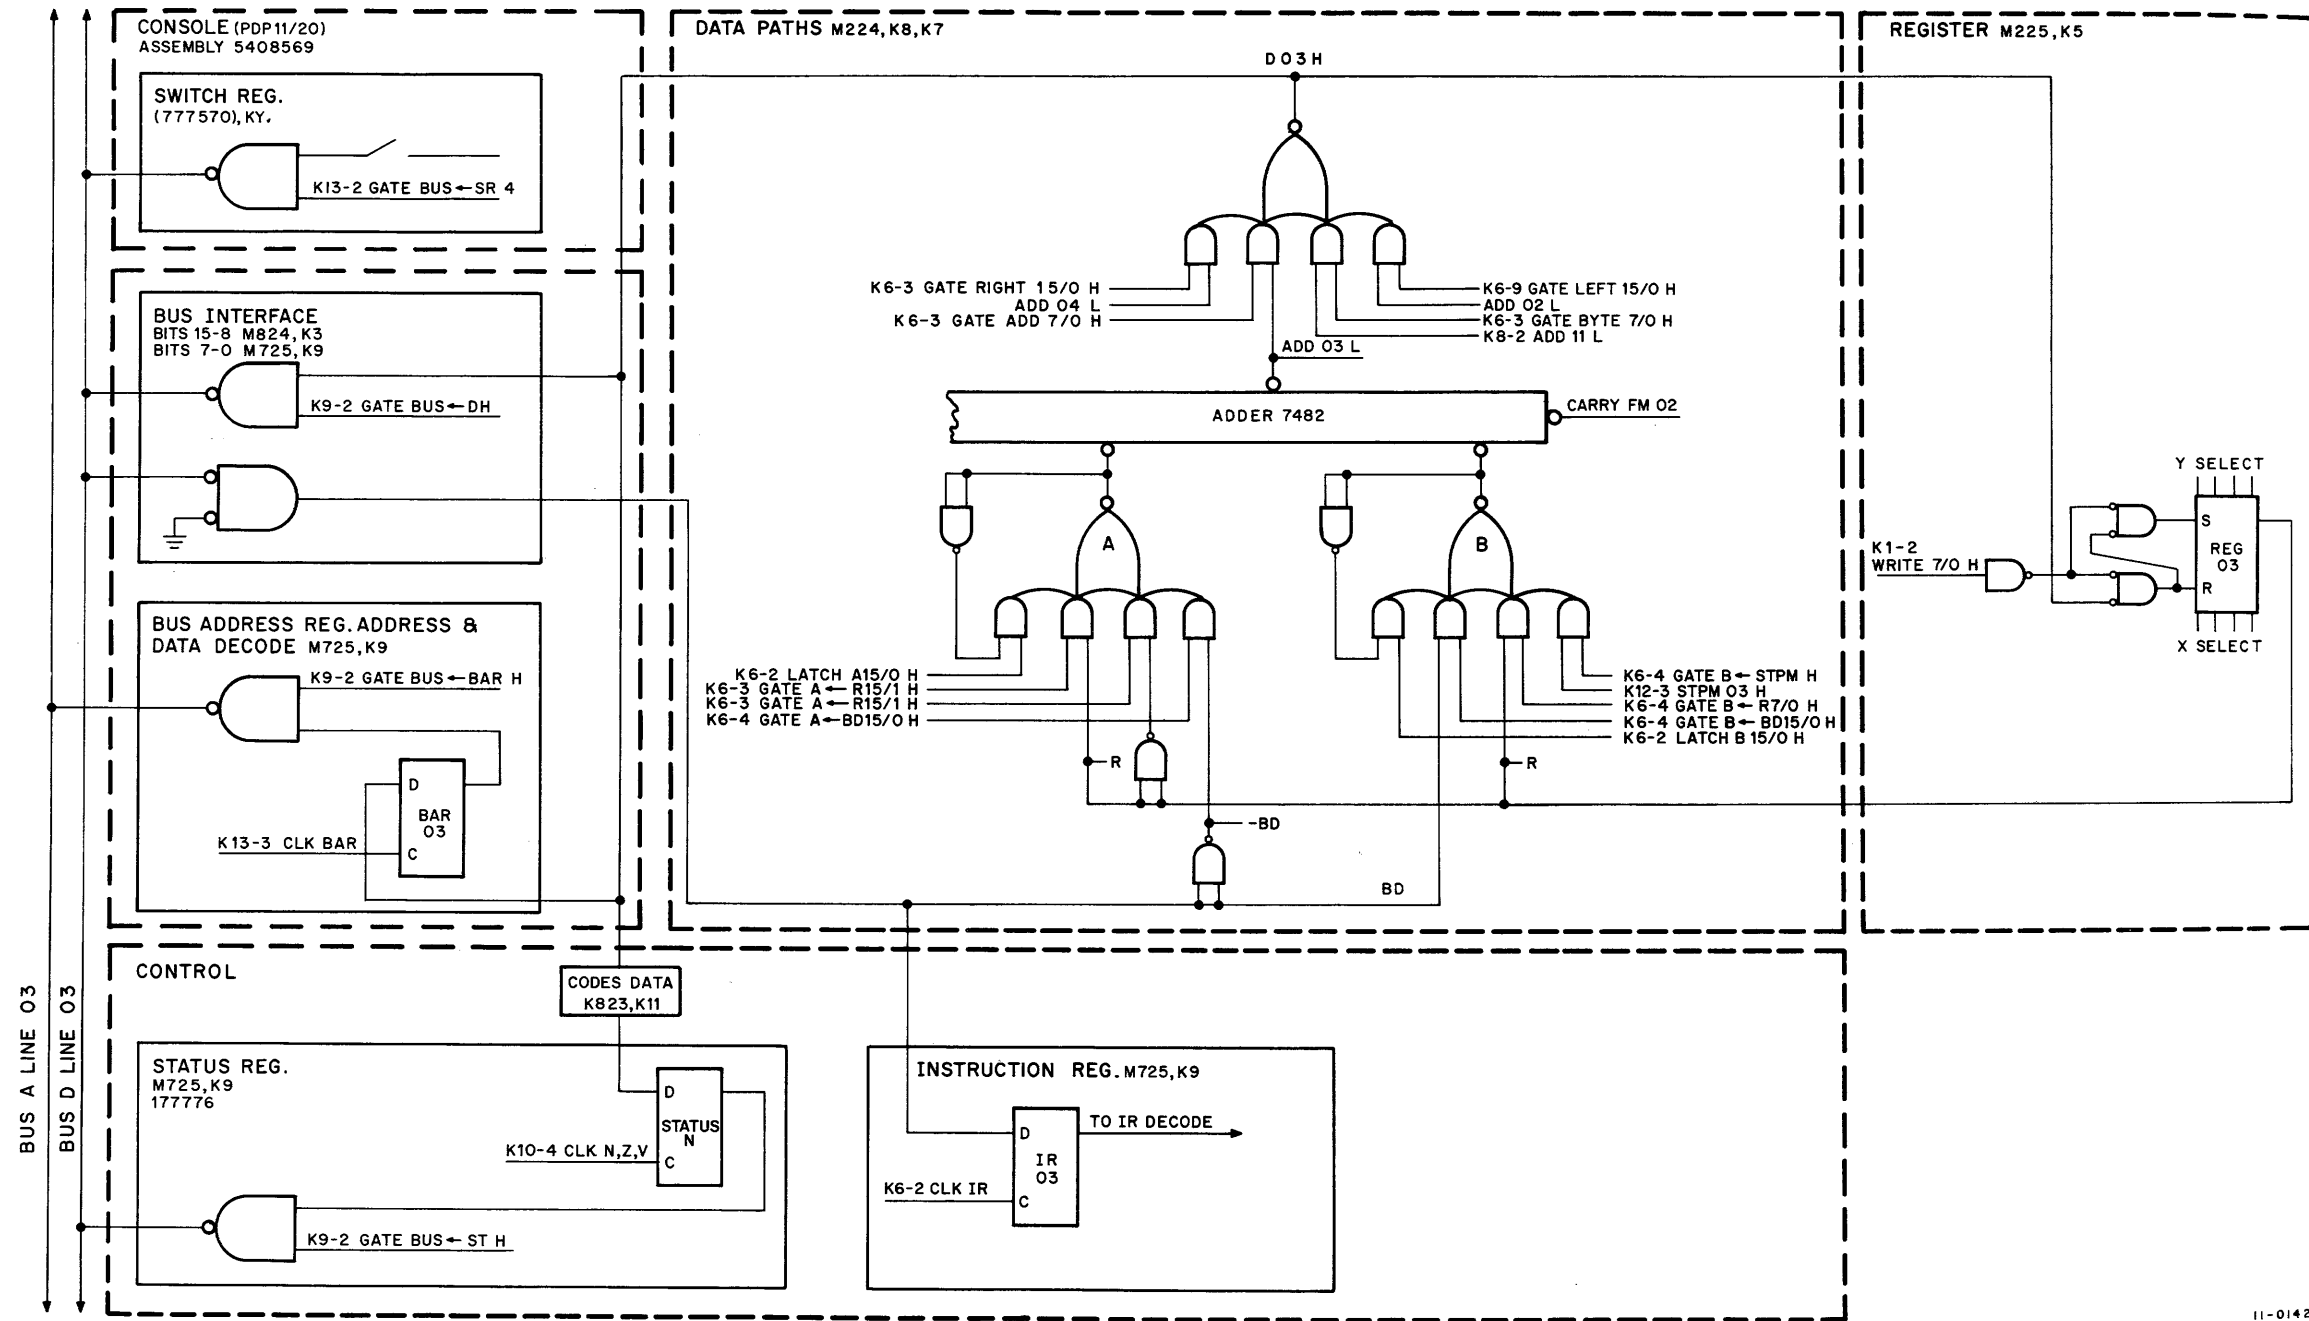 CONSOLE (PDP11/20)
ASSEMBLY 5408569
SWITCH REG.
(777570), KY.
K13-2 GATE BUS←SR 4
BUS INTERFACE
BITS 15-8 M824, K3
BITS 7-0 M725, K9
K9-2 GATE BUS←DH
BUS ADDRESS REG. ADDRESS &
DATA DECODE M725, K9
K9-2 GATE BUS←BAR H
D
BAR
03
C
K13-3 CLK BAR
DATA PATHS M224, K8, K7
D03H
K6-3 GATE RIGHT 15/0 H
ADD 04 L
K6-3 GATE ADD 7/0 H
K6-9 GATE LEFT 15/0 H
ADD 02 L
K6-3 GATE BYTE 7/0 H
K8-2 ADD 11 L
ADD 03 L
ADDER 7482
CARRY FM 02
A
B
K6-2 LATCH A15/0 H
K6-3 GATE A←R15/1 H
K6-3 GATE A←R15/1 H
K6-4 GATE A←BD15/0 H
K6-4 GATE B←STPM H
K12-3 STPM 03 H
K6-4 GATE B←R7/0 H
K6-4 GATE B←BD15/0 H
K6-2 LATCH B 15/0 H
R
R
-BD
BD
REGISTER M225, K5
Y SELECT
K1-2
WRITE 7/0 H
S
REG
03
R
X SELECT
CONTROL
CODES DATA
K823, K11
STATUS REG.
M725, K9
177776
D
STATUS
N
C
K10-4 CLK N,Z,V
K9-2 GATE BUS←ST H
INSTRUCTION REG. M725, K9
D
IR
03
C
TO IR DECODE
K6-2 CLK IR
BUS A LINE 03
BUS D LINE 03
11-0142